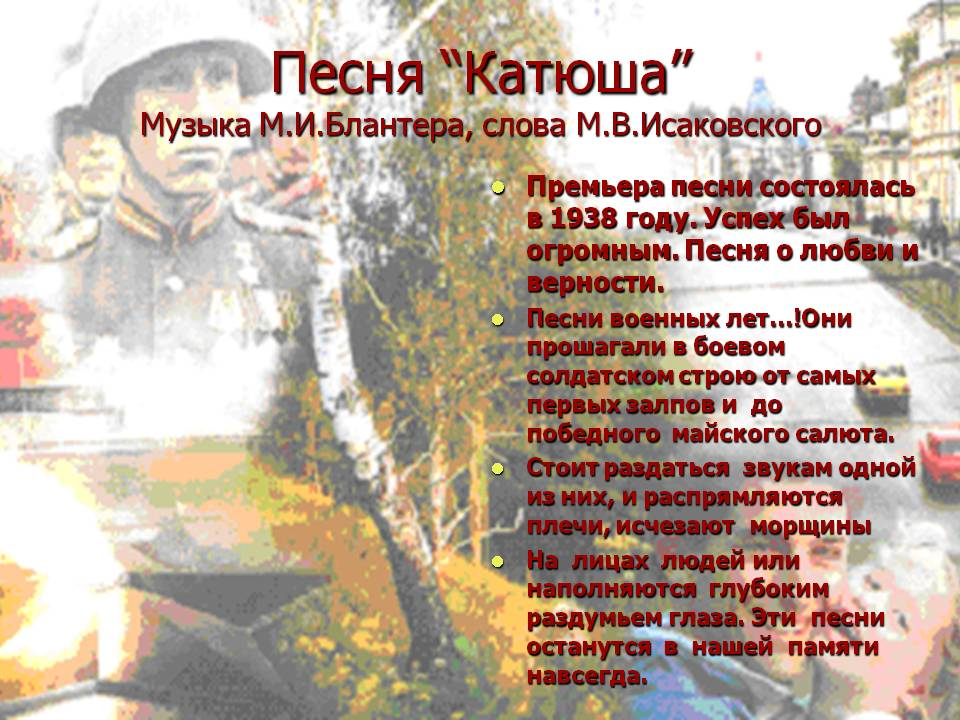 Песня “Катюша”
Музыка М.И.Блантера, слова М.В.Исаковского
Премьера песни состоялась
в 1938 году. Успех был
огромным. Песня о любви и
верности.
Песни военных лет…!Они
прошагали в боевом
солдатском строю от самых
первых залпов и до
победного майского салюта.
Стоит раздаться звукам одной
из них, и распрямляются
плечи, исчезают морщины
На лицах людей или
наполняются глубоким
раздумьем глаза. Эти песни
останутся в нашей памяти
навсегда.